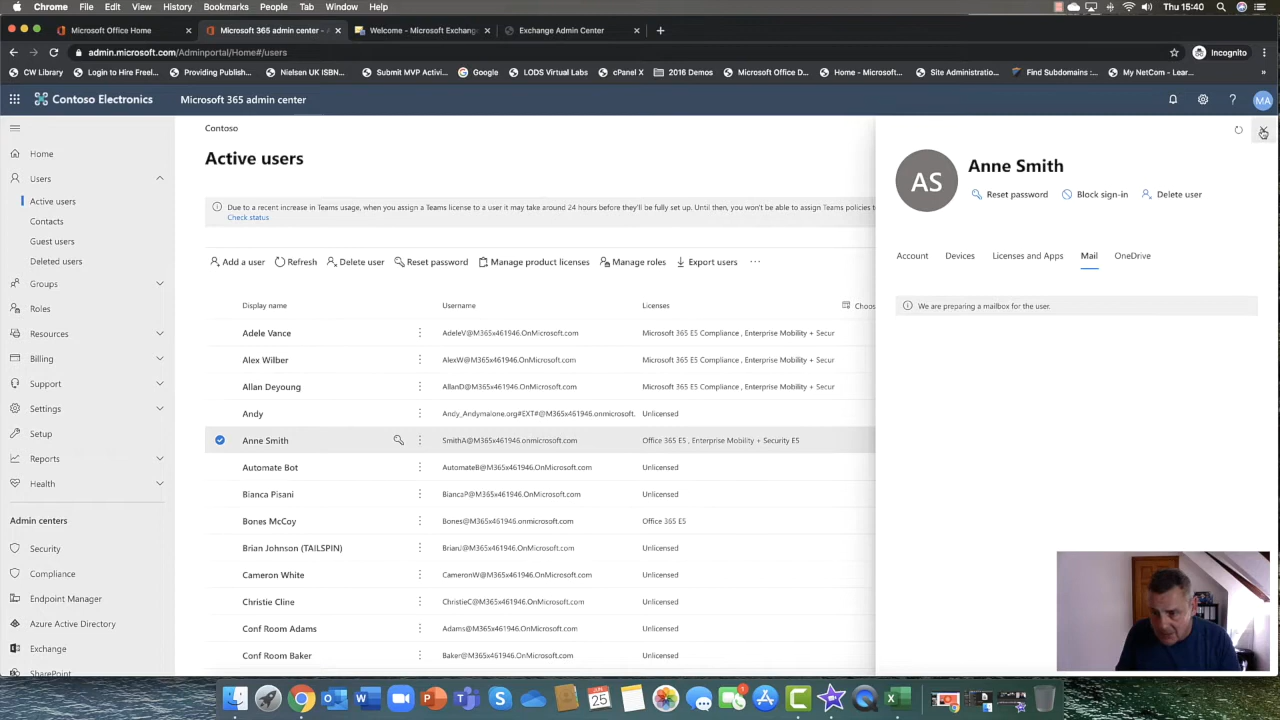 Chrome File Edit View History Bookmarks People Tab Window Help
Thu 15:40
Microsoft Office Home
Microsoft 365 admin center -
Welcome - Microsoft Exchang
Exchange Admin Center
admin.microsoft.com/Adminportal/Home#/users
Incognito
CW Library
Login to Hire Freel...
Providing Publish...
Nielsen UK ISBN...
Submit MVP Activi...
Google
LODS Virtual Labs
cPanel X
2016 Demo
Microsoft Office D...
Home - Microsoft...
Site Administratio...
Find Subdomains :...
My NetCom - Lear...
»
Contoso Electronics
Microsoft 365 admin center
?
MA
Home
Users
Active users
Contacts
Guest users
Deleted users
Groups
Roles
Resources
Billing
Support
Settings
Setup
Reports
Health
Admin centers
Security
Compliance
Endpoint Manager
Azure Active Directory
Exchange
SharePoint
Contoso
Active users
Due to a recent increase in Teams usage, when you assign a Teams license to a user it may take around 24 hours before they'll be fully set up. Until then, you won't be able to assign Teams policies to
Check status
Add a user
Refresh
Delete user
Reset password
Manage product licenses
Manage roles
Export users
...
Display name Username Licenses Choos
Adele Vance AdeleV@M365x461946.OnMicrosoft.com Microsoft 365 E5 Compliance , Enterprise Mobility + Secur
Alex Wilber AlexW@M365x461946.OnMicrosoft.com Microsoft 365 E5 Compliance , Enterprise Mobility + Secur
Allan Deyoung AllanD@M365x461946.OnMicrosoft.com Microsoft 365 E5 Compliance , Enterprise Mobility + Secur
Andy Andy_Andymalone.org#EXT#@M365x461946.onmicrosoft. Unlicensed
Anne Smith SmithA@M365x461946.onmicrosoft.com Office 365 E5 , Enterprise Mobility + Security E5
Automate Bot AutomateB@M365x461946.OnMicrosoft.com Unlicensed
Bianca Pisani BiancaP@M365x461946.OnMicrosoft.com Unlicensed
Bones McCoy Bones@M365x461946.onmicrosoft.com Office 365 E5
Brian Johnson (TAILSPIN) BrianJ@M365x461946.OnMicrosoft.com Unlicensed
Cameron White CameronW@M365x461946.OnMicrosoft.com Unlicensed
Christie Cline ChristieC@M365x461946.OnMicrosoft.com Unlicensed
Conf Room Adams Adams@M365x461946.OnMicrosoft.com Unlicensed
Conf Room Baker Baker@M365x461946.OnMicrosoft.com Unlicensed
AS
Anne Smith
Reset password
Block sign-in
Delete user
Account Devices Licenses and Apps Mail OneDrive
We are preparing a mailbox for the user.
JUN
25